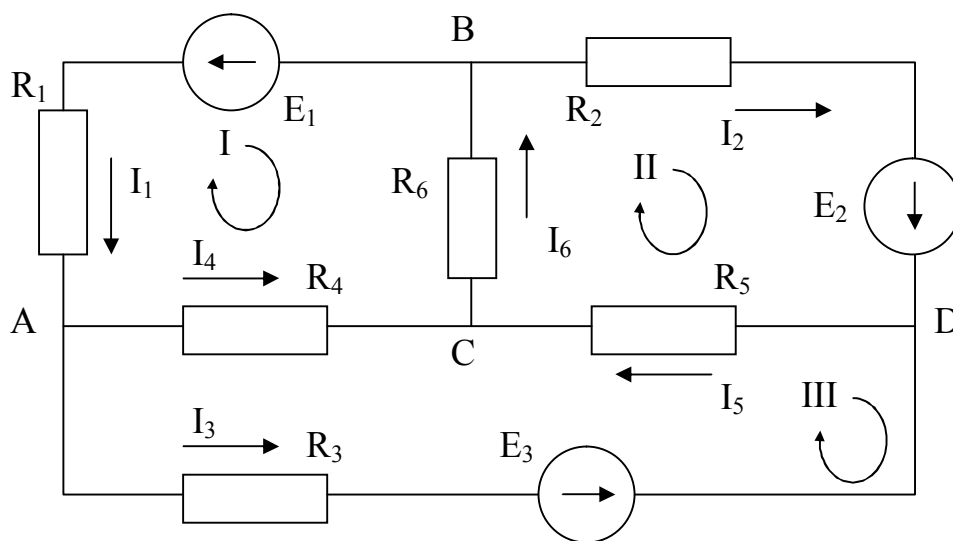 B
R₁
E₁
R₂
I
I₂
I₁
R₆
II
E₂
I₆
I₄
R₄
R₅
A
C
D
I₅
III
I₃
R₃
E₃